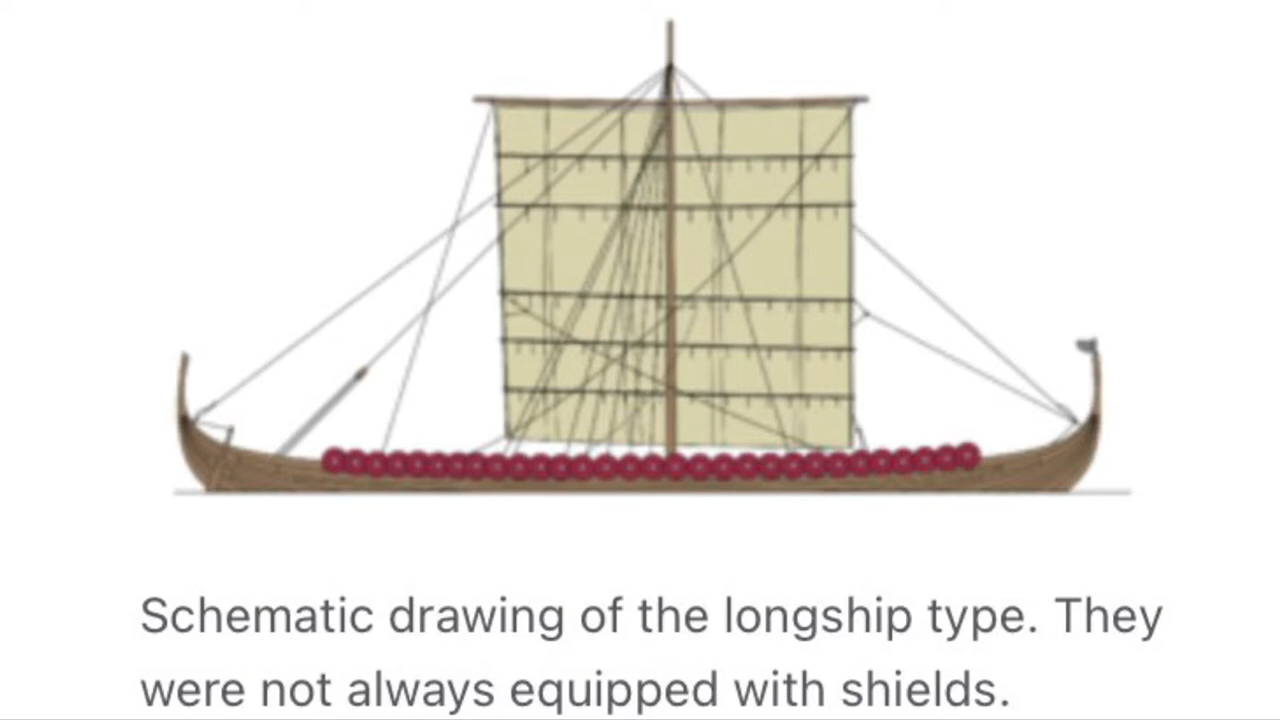 Schematic drawing of the longship type. They
were not always equipped with shields.